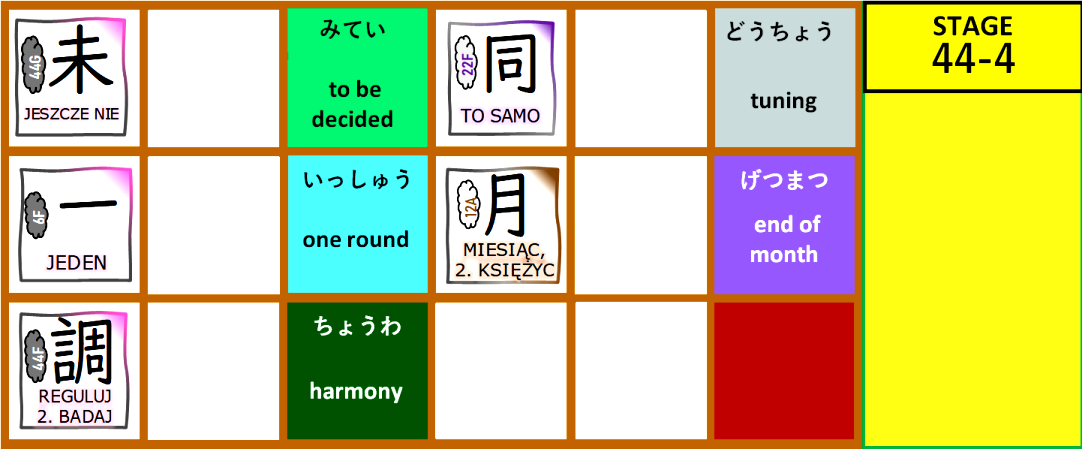 44G
未
JESZCZE NIE
みてい
to be
decided
22F
同
TO SAMO
どうちょう
tuning
STAGE
44-4
6F
一
JEDEN
いっしゅう
one round
12A
月
MIESIĄC,
2. KSIĘŻYC
げつまつ
end of
month
44F
調
REGULUJ
2. BADAJ
ちょうわ
harmony